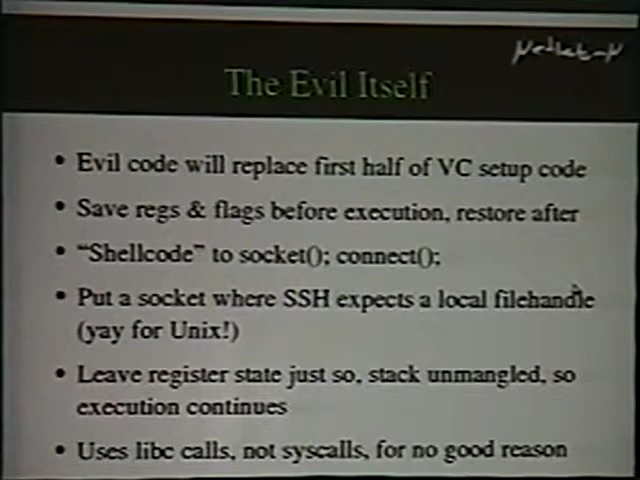 The Evil Itself
• Evil code will replace first half of VC setup code
• Save regs & flags before execution, restore after
• “Shellcode” to socket(); connect();
• Put a socket where SSH expects a local filehandle
(yay for Unix!)
• Leave register state just so, stack unmangled, so
execution continues
• Uses libc calls, not syscalls, for no good reason